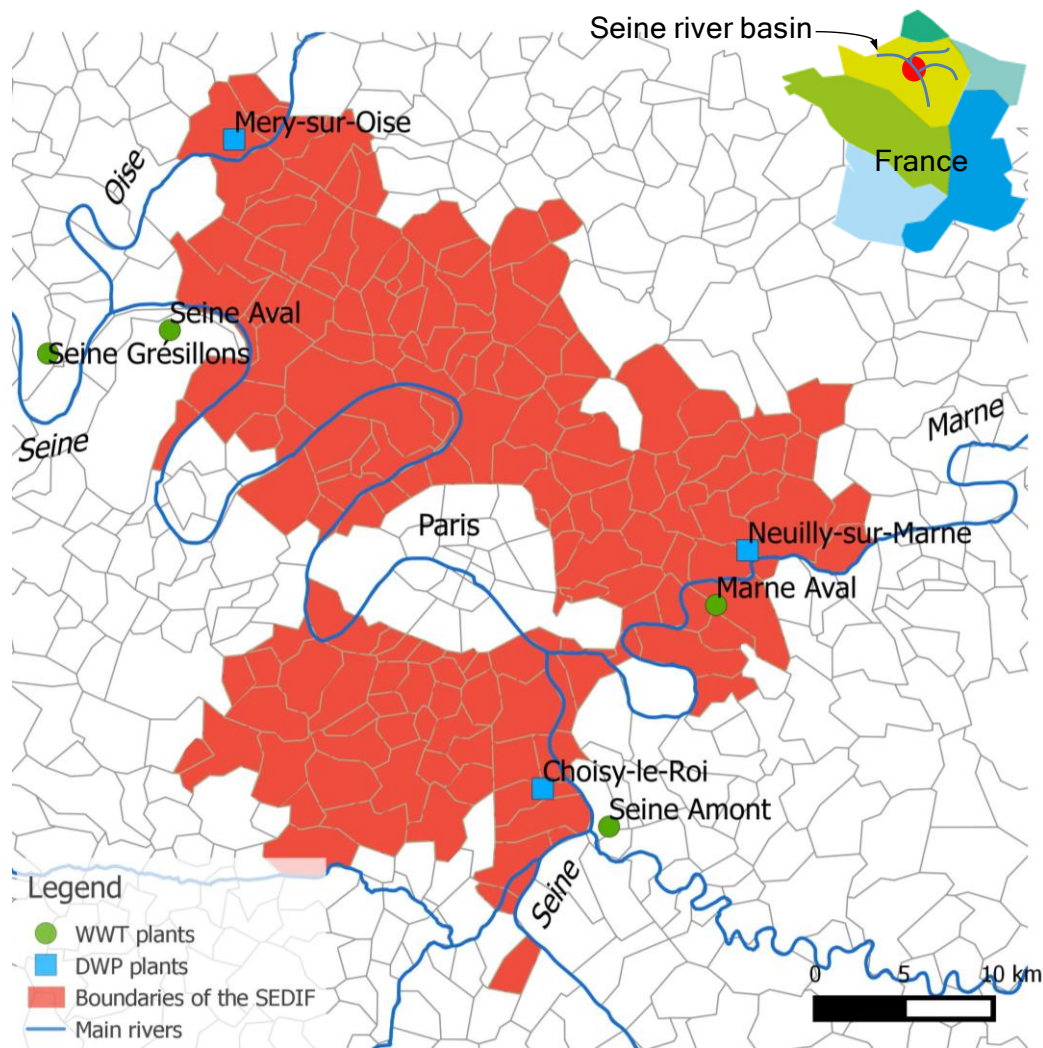 Seine river basin
France
Mery-sur-Oise
Oise
Seine Aval
Seine Grésillons
Seine
Marne
Paris
Neuilly-sur-Marne
Marne Aval
Choisy-le-Roi
Seine Amont
Seine
Legend
WWT plants
DWP plants
Boundaries of the SEDIF
Main rivers
0 5 10 km